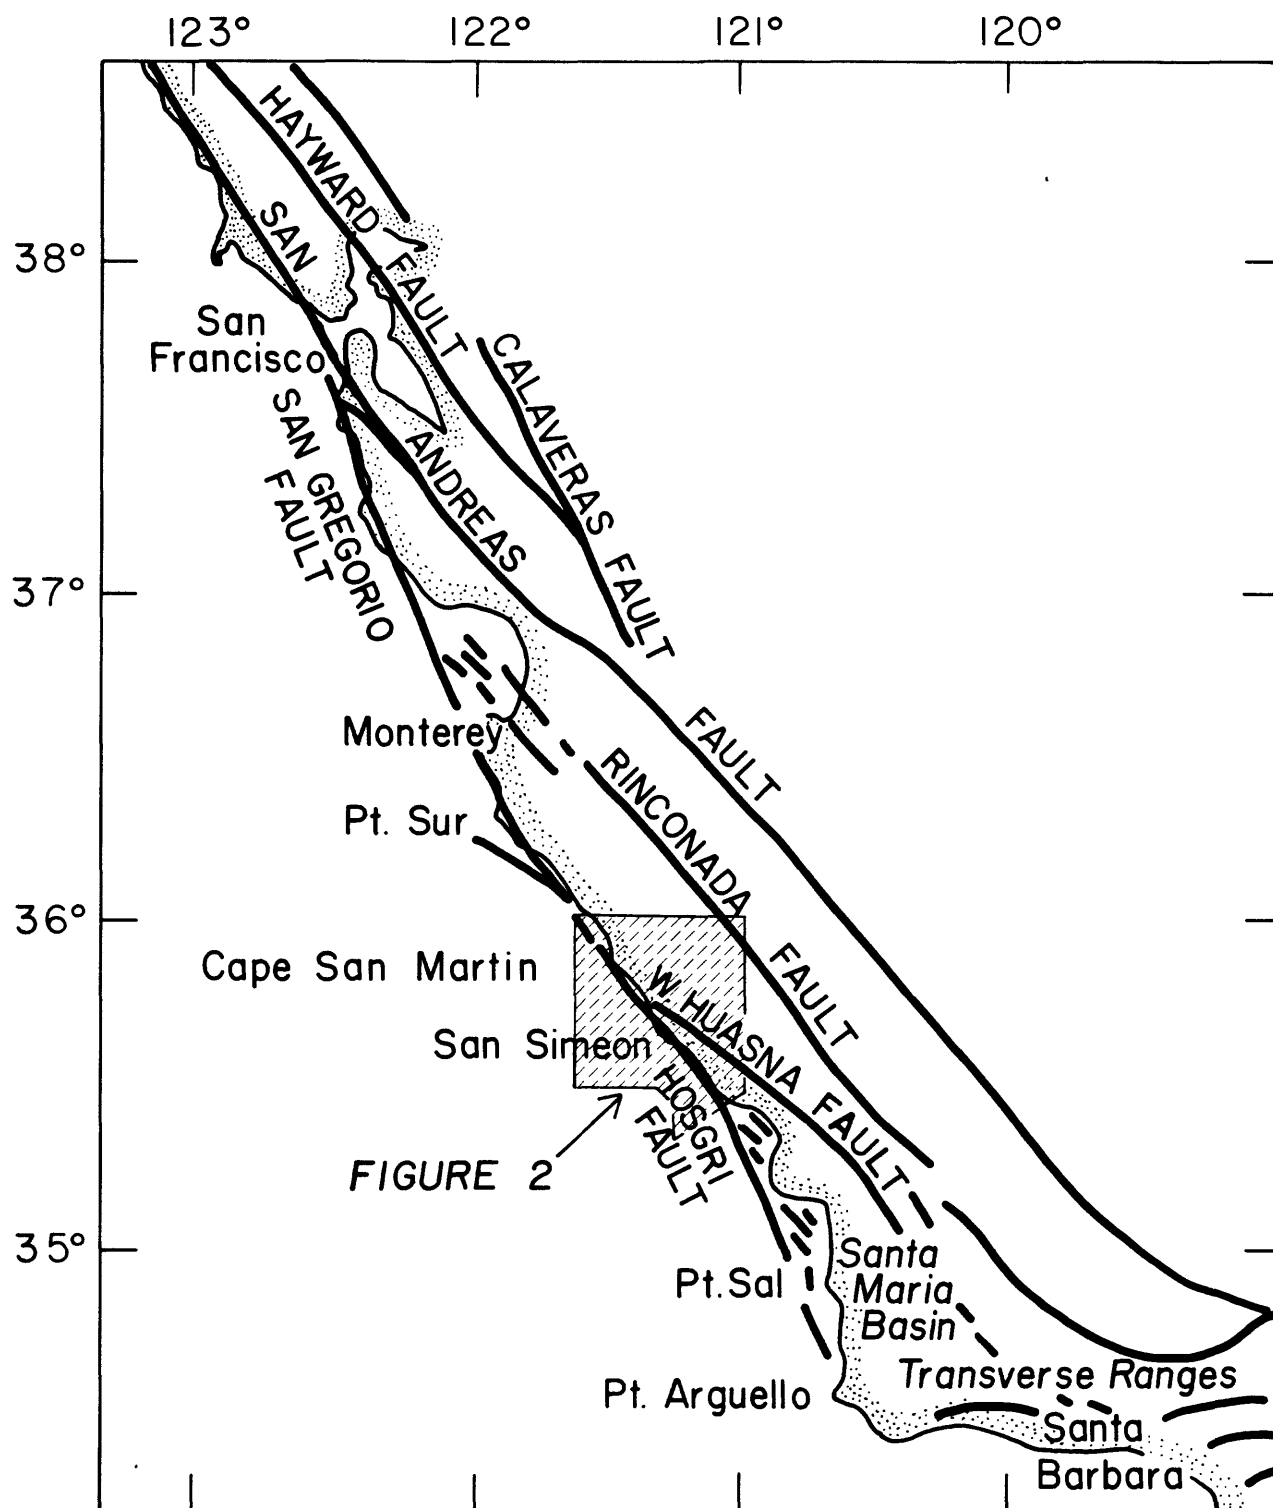 123° 122° 121° 120°
HAYWARD FAULT
SAN ANDREAS FAULT
38°
San
Francisco
CALAVERAS FAULT
SAN GREGORIO
FAULT
37°
Monterey
RINCONADA FAULT
Pt. Sur
36°
Cape San Martin
W. HUASNA FAULT
San Simeon
HOSGRI
FAULT
FIGURE 2
35°
Pt. Sal
Santa
Maria
Basin
Transverse Ranges
Pt. Arguello
Santa
Barbara